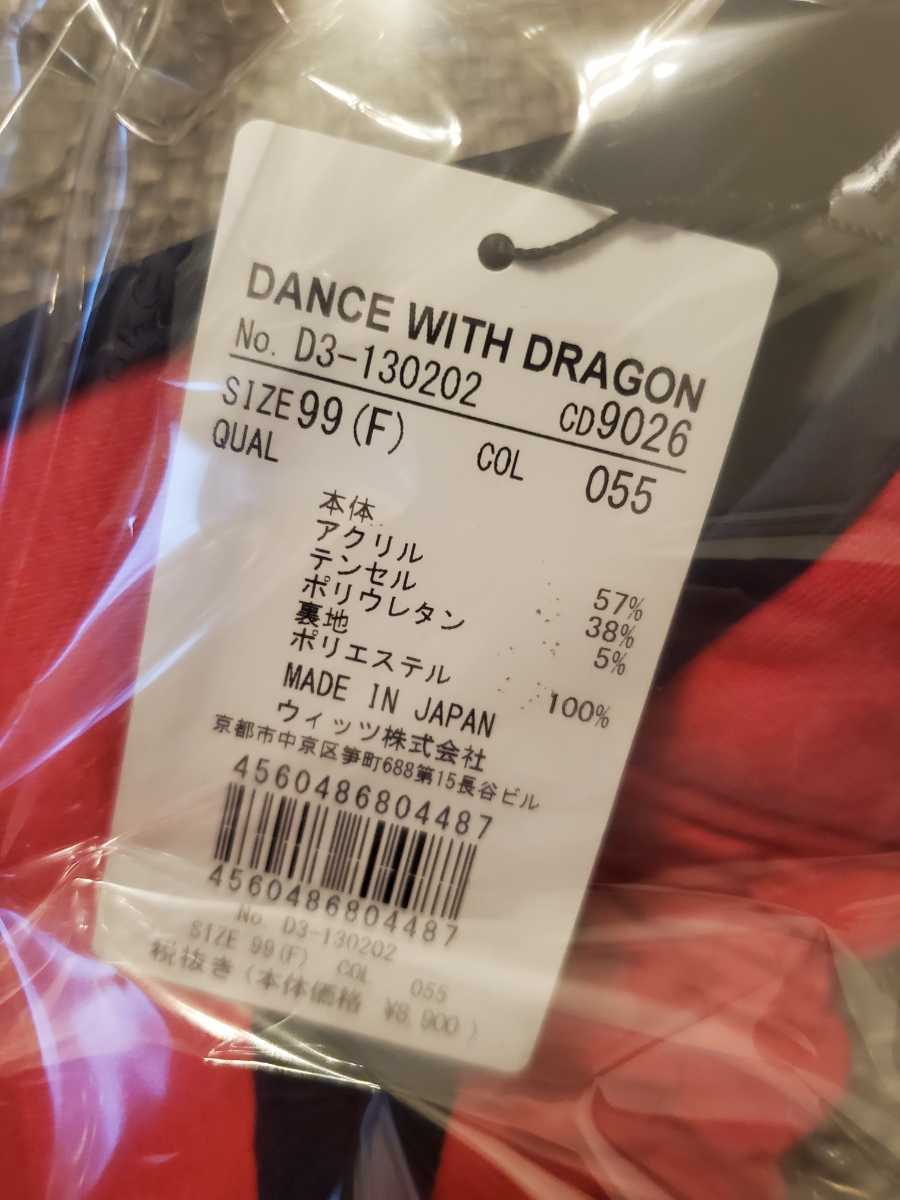 DANCE WITH DRAGON
No. D3-130202 CD9026
SIZE 99(F) COL 055
QUAL
本体
アクリル 57%
テンセル 38%
ポリウレタン 5%
裏地
ポリエステル 100%
MADE IN JAPAN
ウィッツ株式会社
京都市中京区笋町688第15長谷ビル
4560486804487
4560486804487
No. D3-130202
SIZE 99(F) COL 055
税抜き(本体価格 ¥8,900)